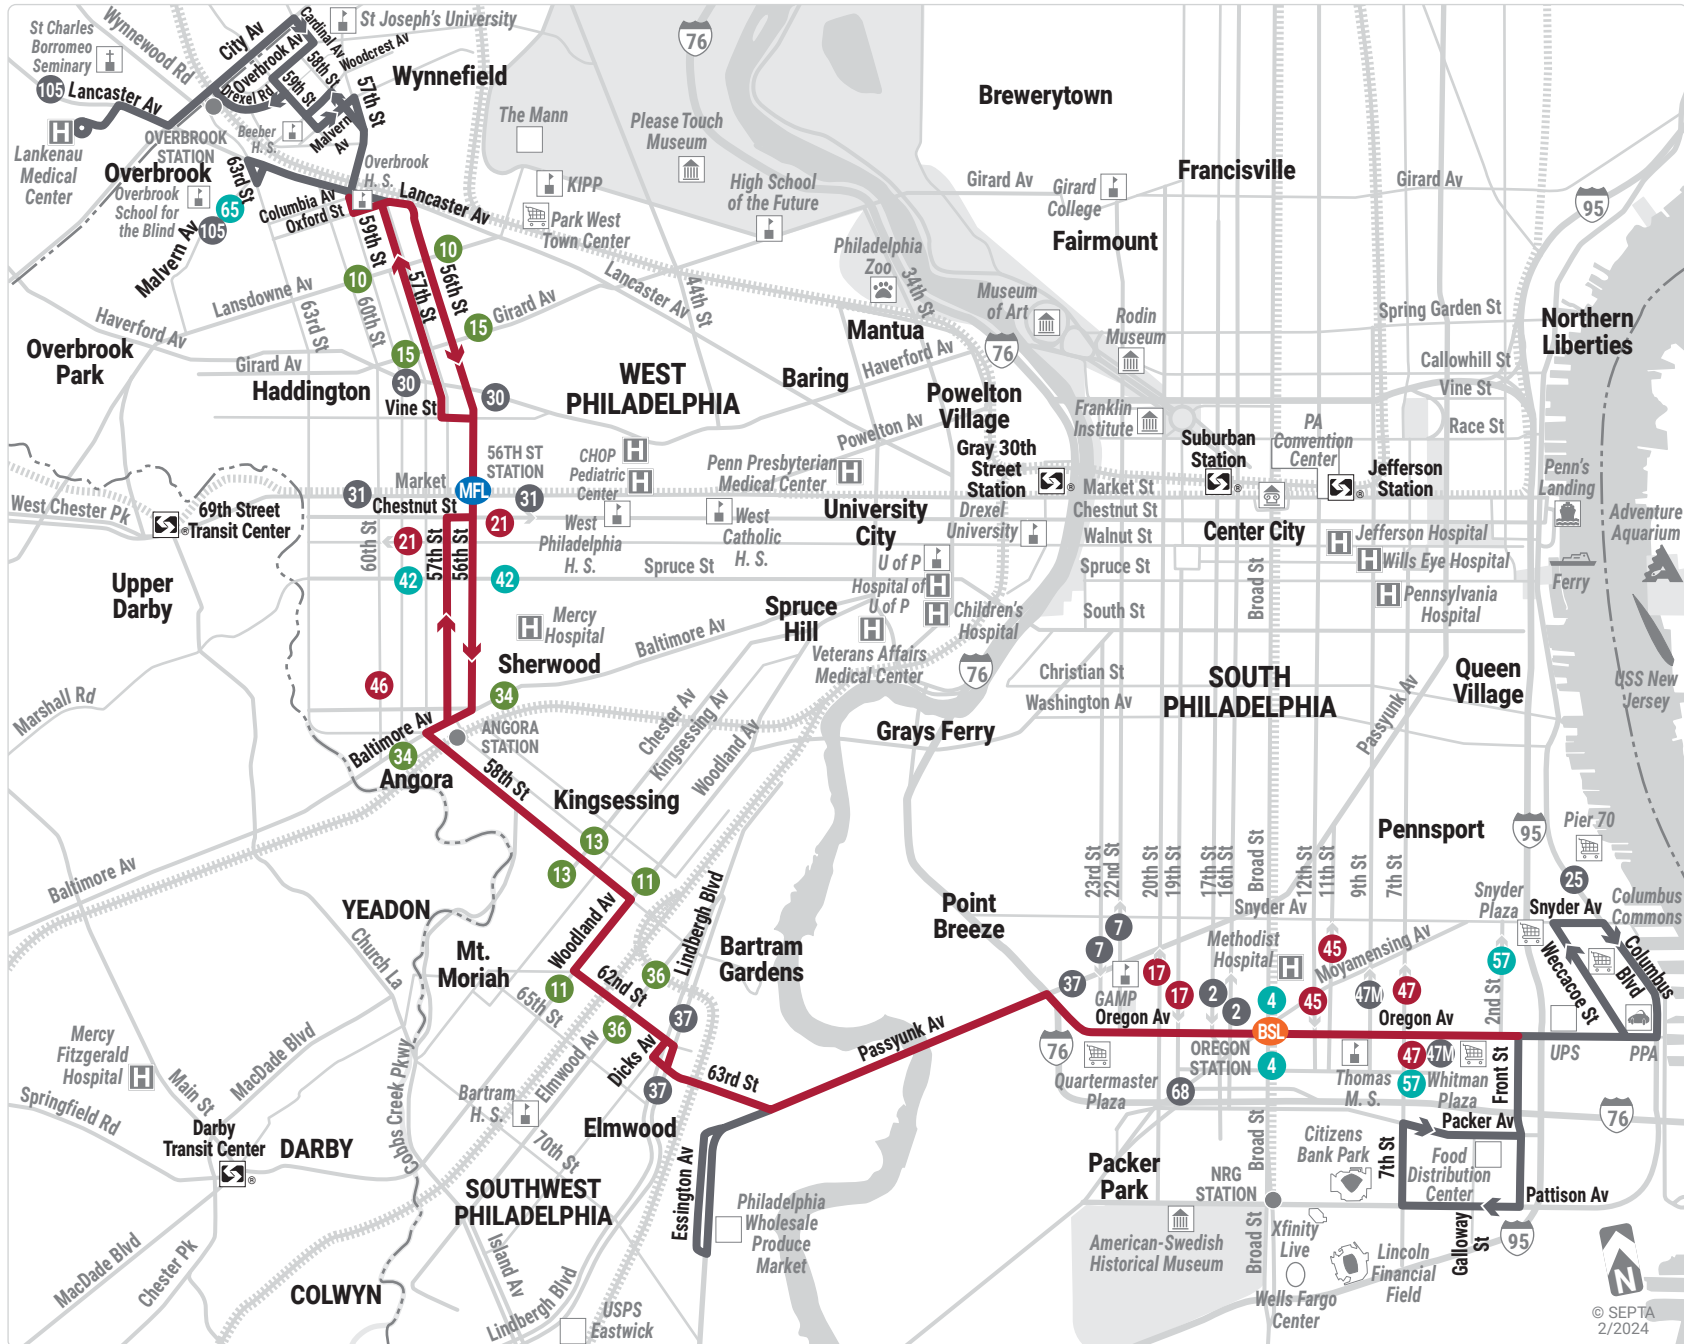 St Charles
Borromeo
Seminary
Wynnewood Rd
City Av
Cardinal Av
St Joseph's University
Woodcrest Av
Overbrook Av
58th St
59th St
57th St
Drexel Rd
Wynnefield
105
Lancaster Av
Lankenau
Medical
Center
OVERBROOK
STATION
Beeber
H. S.
Malvern
Av
Overbrook
63rd St
Overbrook
School for
the Blind
65
105
Malvern Av
Overbrook
H. S.
Columbia Av
Oxford St
Lancaster Av
59th St
57th St
56th St
10
10
Lansdowne Av
60th St
63rd St
Haverford Av
Overbrook
Park
Girard Av
15
15
Girard Av
Haddington
30
30
Vine St
76
The Mann
Please Touch
Museum
KIPP
Park West
Town Center
High School
of the Future
Philadelphia
Zoo
34th St
44th St
Lancaster Av
WEST
PHILADELPHIA
Mantua
Baring
Haverford Av
Powelton
Village
Powelton Av
Brewerytown
Francisville
Girard Av
Girard
College
Girard Av
Fairmount
95
Museum
of Art
Rodin
Museum
76
Spring Garden St
Northern
Liberties
Callowhill St
Vine St
Race St
Franklin
Institute
Suburban
Station
PA
Convention
Center
Jefferson
Station
Gray 30th
Street
Station
®
®
®
Penn's
Landing
Adventure
Aquarium
Ferry
USS New
Jersey
West Chester Pk
69th Street
Transit Center
®
31
Market
Chestnut St
MFL
56TH ST
STATION
31
CHOP
Pediatric
Center
Penn Presbyterian
Medical Center
Market St
Chestnut St
Walnut St
Spruce St
South St
Center City
Jefferson Hospital
Wills Eye Hospital
Pennsylvania
Hospital
Broad St
University
City
Drexel
University
21
21
57th St
56th St
60th St
42
42
West
Philadelphia
H. S.
West
Catholic
H. S.
Spruce St
U of P
Hospital of
U of P
Children's
Hospital
Veterans Affairs
Medical Center
Spruce
Hill
Upper
Darby
Mercy
Hospital
Sherwood
Baltimore Av
46
34
Marshall Rd
Baltimore Av
34
ANGORA
STATION
Angora
58th St
Chester Av
Kingsessing Av
Woodland Av
Kingsessing
76
Christian St
Washington Av
Grays Ferry
SOUTH
PHILADELPHIA
Passyunk Av
Queen
Village
Pennsport
95
Pier 70
25
Baltimore Av
YEADON
Church La
13
13
11
Woodland Av
Mt.
Moriah
11
65th St
62nd St
36
36
Lindbergh Blvd
Bartram
Gardens
37
Dicks Av
37
63rd St
Elmwood
Elmwood Av
Passyunk Av
Point
Breeze
37
23rd St
22nd St
20th St
19th St
17th St
16th St
Broad St
12th St
11th St
9th St
7th St
Snyder Av
7
7
GAMP
Oregon Av
17
17
2
2
Methodist
Hospital
4
BSL
OREGON
STATION
4
45
45
Moyamensing Av
47M
47
Oregon Av
47
47M
57
57
2nd St
Snyder
Plaza
Snyder Av
Columbus
Commons
Columbus
Blvd
Weccacoe St
UPS
PPA
76
Quartermaster
Plaza
68
Thomas
M. S.
Whitman
Plaza
Front St
Packer Av
76
Citizens
Bank Park
7th St
Food
Distribution
Center
Pattison Av
Galloway
St
95
Packer
Park
NRG
STATION
Broad St
Broad St
American-Swedish
Historical Museum
Xfinity
Live
Wells Fargo
Center
Lincoln
Financial
Field
N
© SEPTA
2/2024
Mercy
Fitzgerald
Hospital
MacDade Blvd
Main St
Springfield Rd
Darby
Transit Center
®
DARBY
Cobbs Creek Pkwy
Bartram
H. S.
70th St
SOUTHWEST
PHILADELPHIA
Essington Av
Philadelphia
Wholesale
Produce
Market
Island Av
Lindbergh Blvd
USPS
Eastwick
MacDade Blvd
Chester Pk
COLWYN